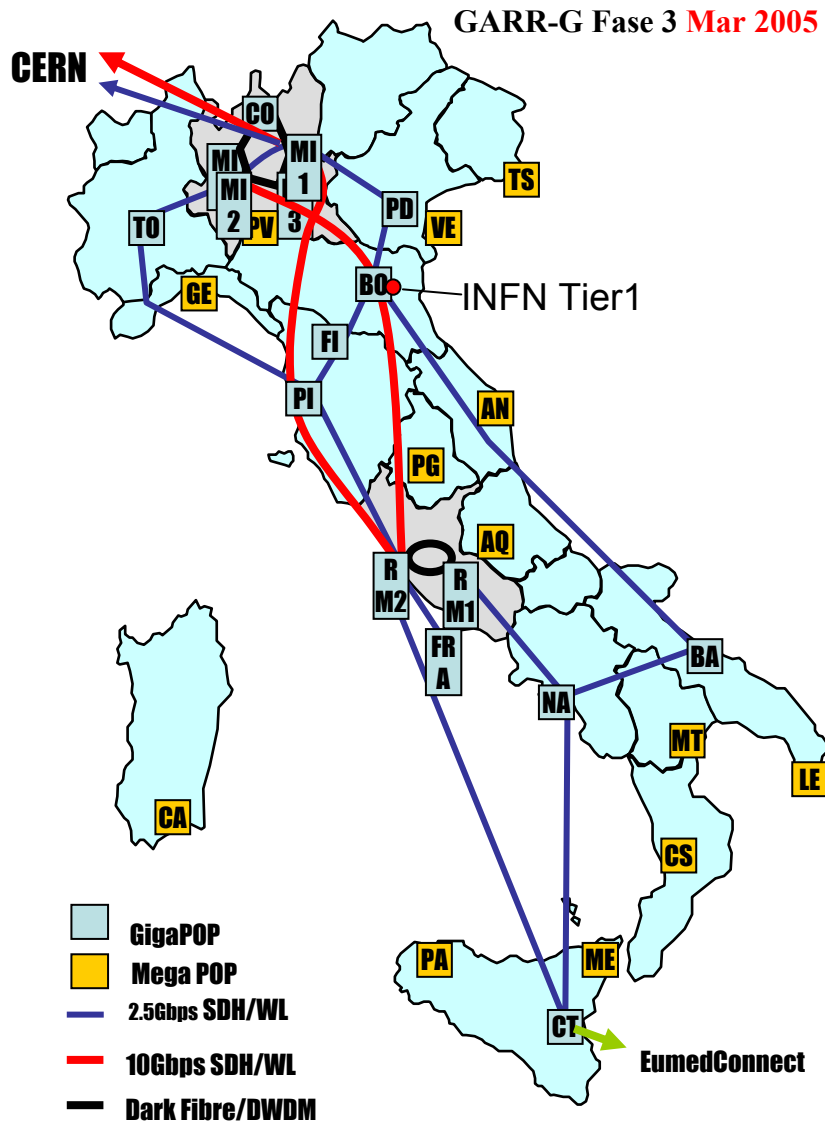 GARR-G Fase 3 Mar 2005
CERN
CO
MI
1
MI
MI
2
3
TS
TO
PV
PD
VE
GE
BO
INFN Tier1
FI
PI
AN
PG
AQ
R
M2
R
M1
FR
A
BA
NA
MT
LE
CA
CS
PA
ME
CT
EumedConnect
GigaPOP
Mega POP
2.5Gbps SDH/WL
10Gbps SDH/WL
Dark Fibre/DWDM